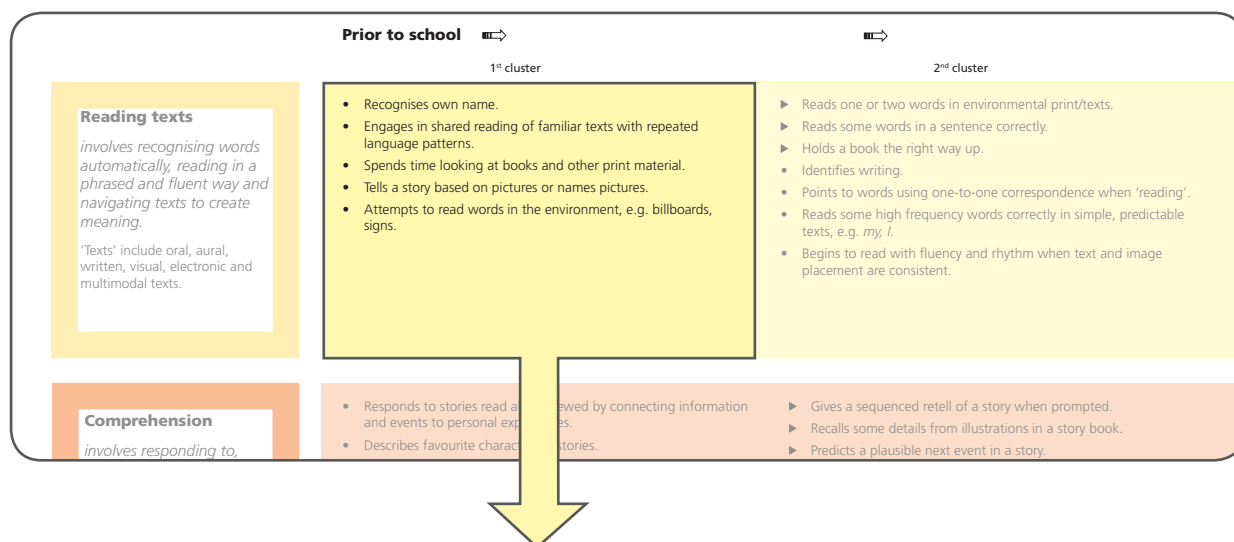 Prior to school
1st cluster
2nd cluster
Reading texts
involves recognising words
automatically, reading in a
phrased and fluent way and
navigating texts to create
meaning.
'Texts' include oral, aural,
written, visual, electronic and
multimodal texts.
• Recognises own name.
• Engages in shared reading of familiar texts with repeated
language patterns.
• Spends time looking at books and other print material.
• Tells a story based on pictures or names pictures.
• Attempts to read words in the environment, e.g. billboards,
signs.
▶ Reads one or two words in environmental print/texts.
▶ Reads some words in a sentence correctly.
▶ Holds a book the right way up.
• Identifies writing.
• Points to words using one-to-one correspondence when 'reading'.
• Reads some high frequency words correctly in simple, predictable
texts, e.g. my, I.
• Begins to read with fluency and rhythm when text and image
placement are consistent.
Comprehension
involves responding to,
• Responds to stories read by connecting information
and events to personal
• Describes favourite stories.
▶ Gives a sequenced retell of a story when prompted.
▶ Recalls some details from illustrations in a story book.
▶ Predicts a plausible next event in a story.